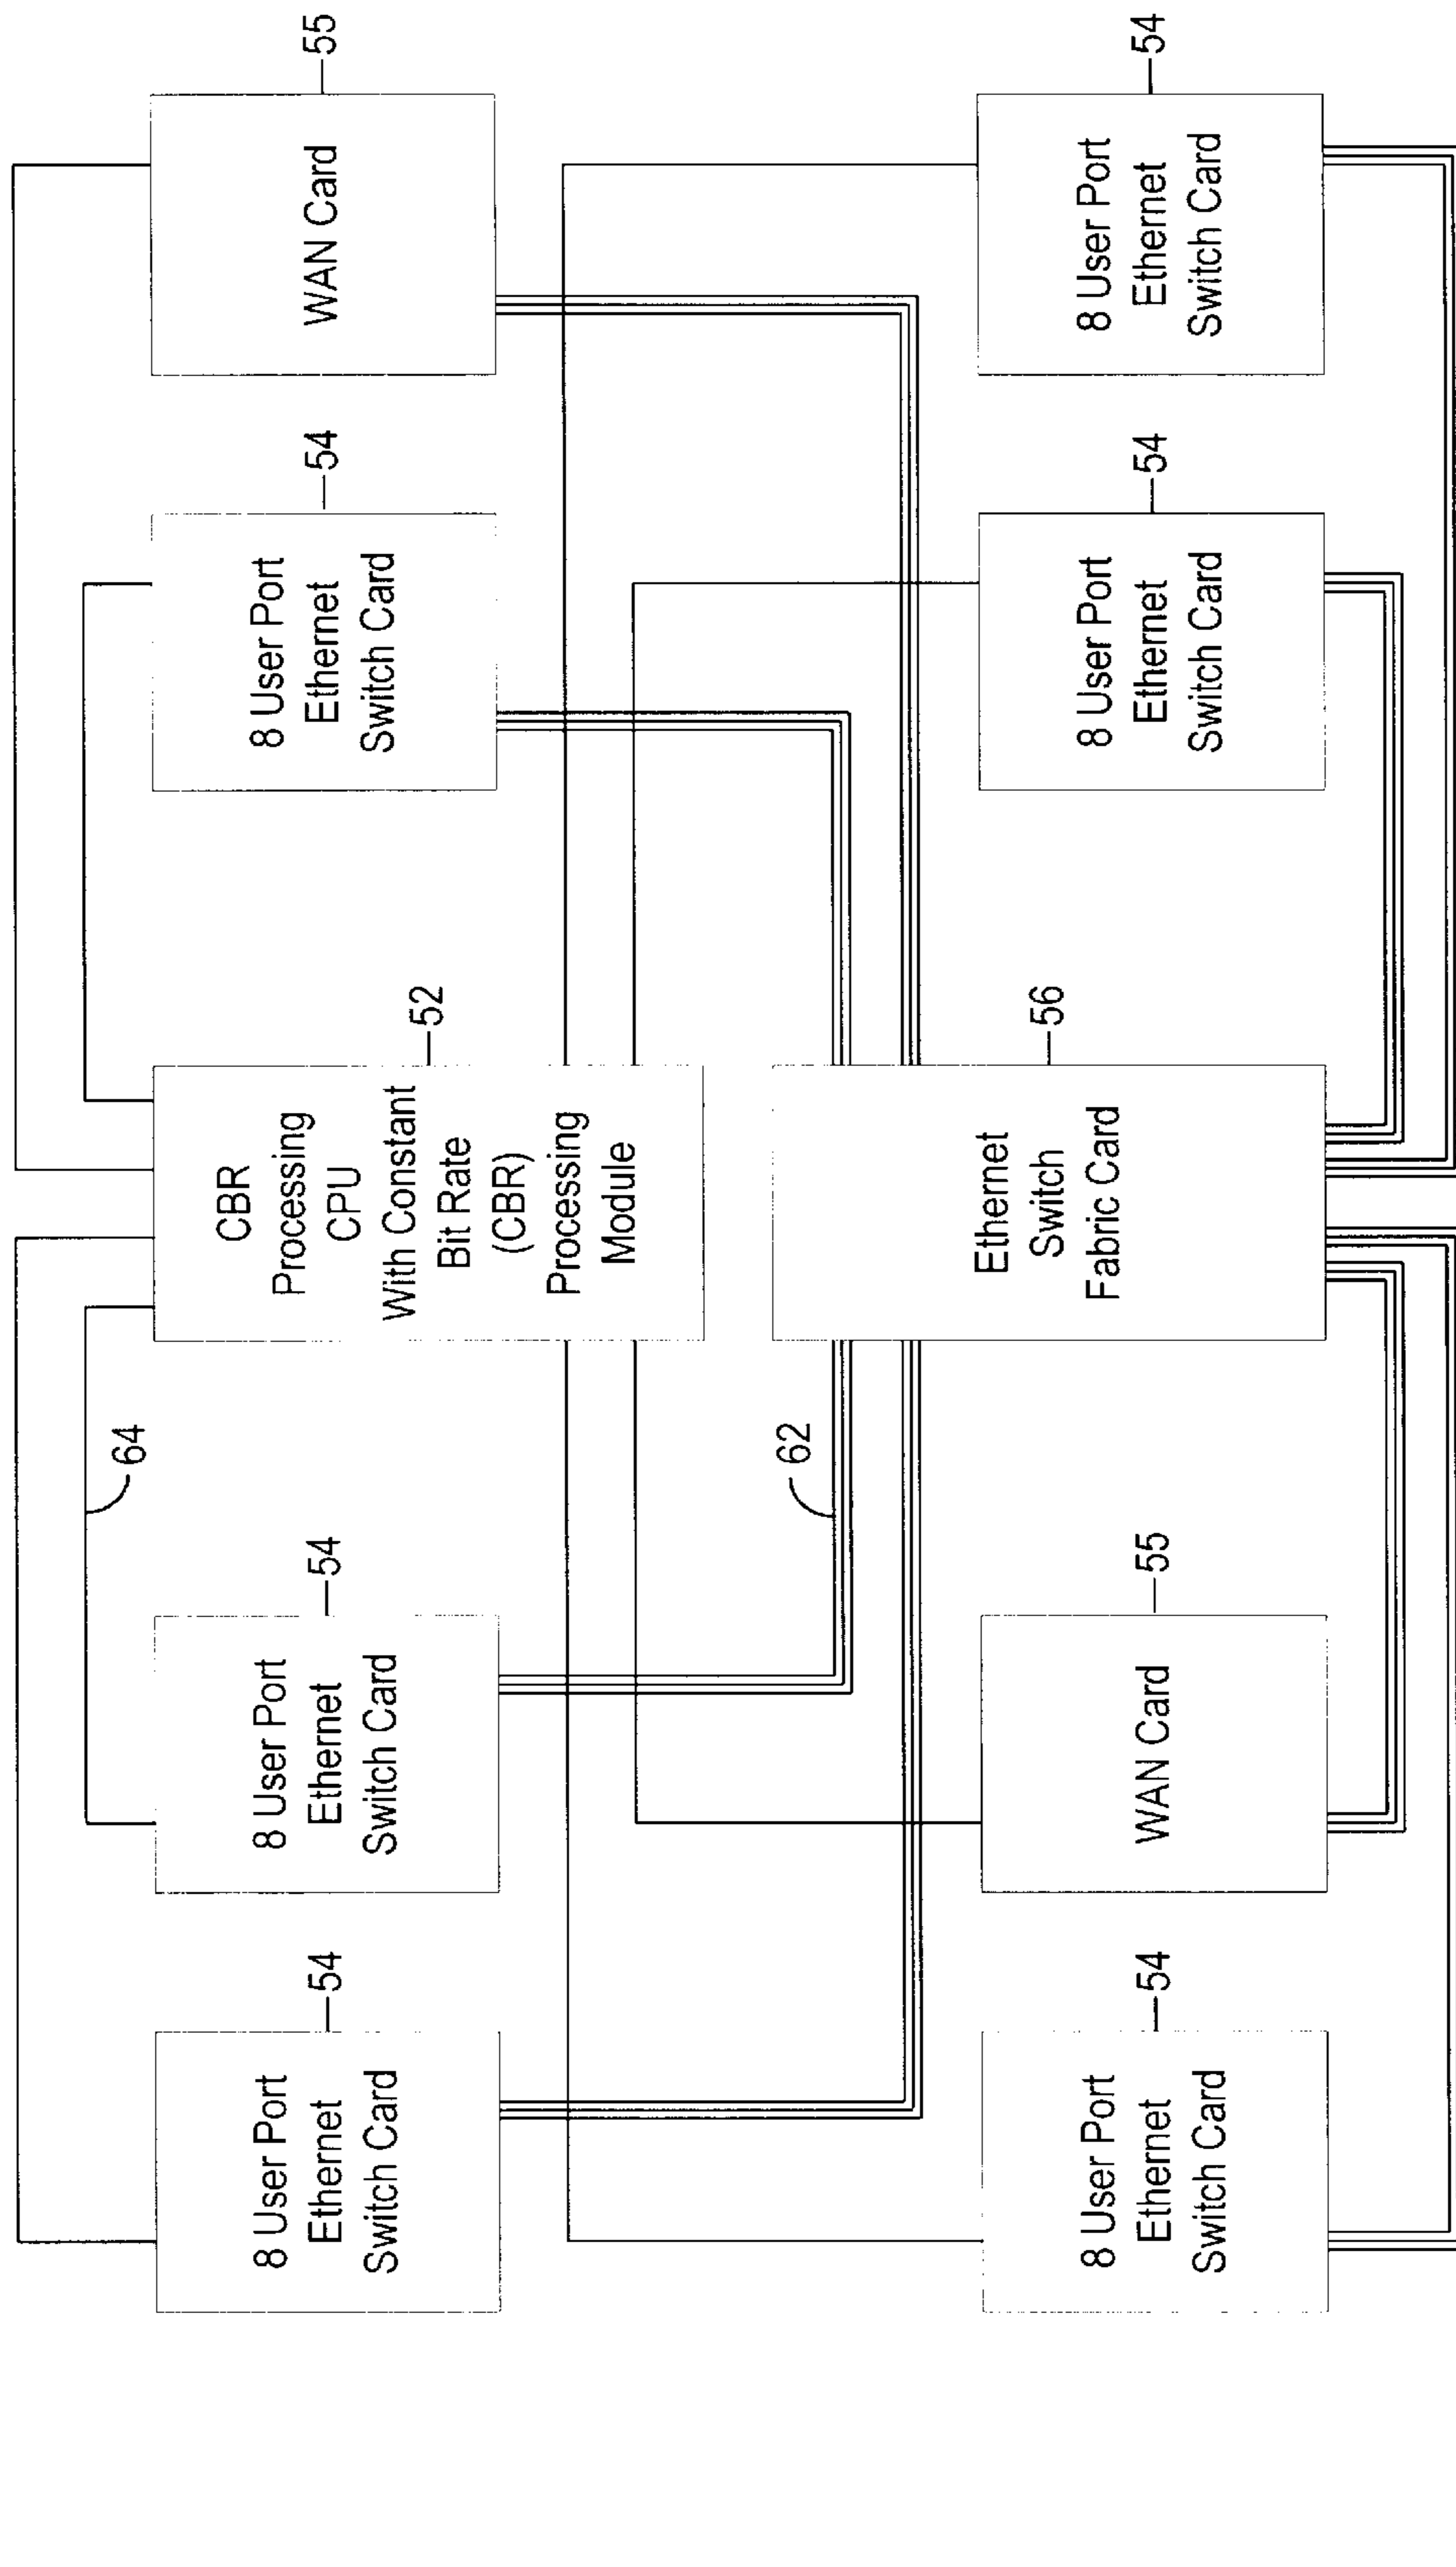 8 User Port
Ethernet
Switch Card
54
8 User Port
Ethernet
Switch Card
54
64
CBR
Processing
CPU
With Constant
Bit Rate
(CBR)
Processing
Module
52
8 User Port
Ethernet
Switch Card
54
WAN Card
55
8 User Port
Ethernet
Switch Card
54
WAN Card
55
62
Ethernet
Switch
Fabric Card
56
8 User Port
Ethernet
Switch Card
54
8 User Port
Ethernet
Switch Card
54